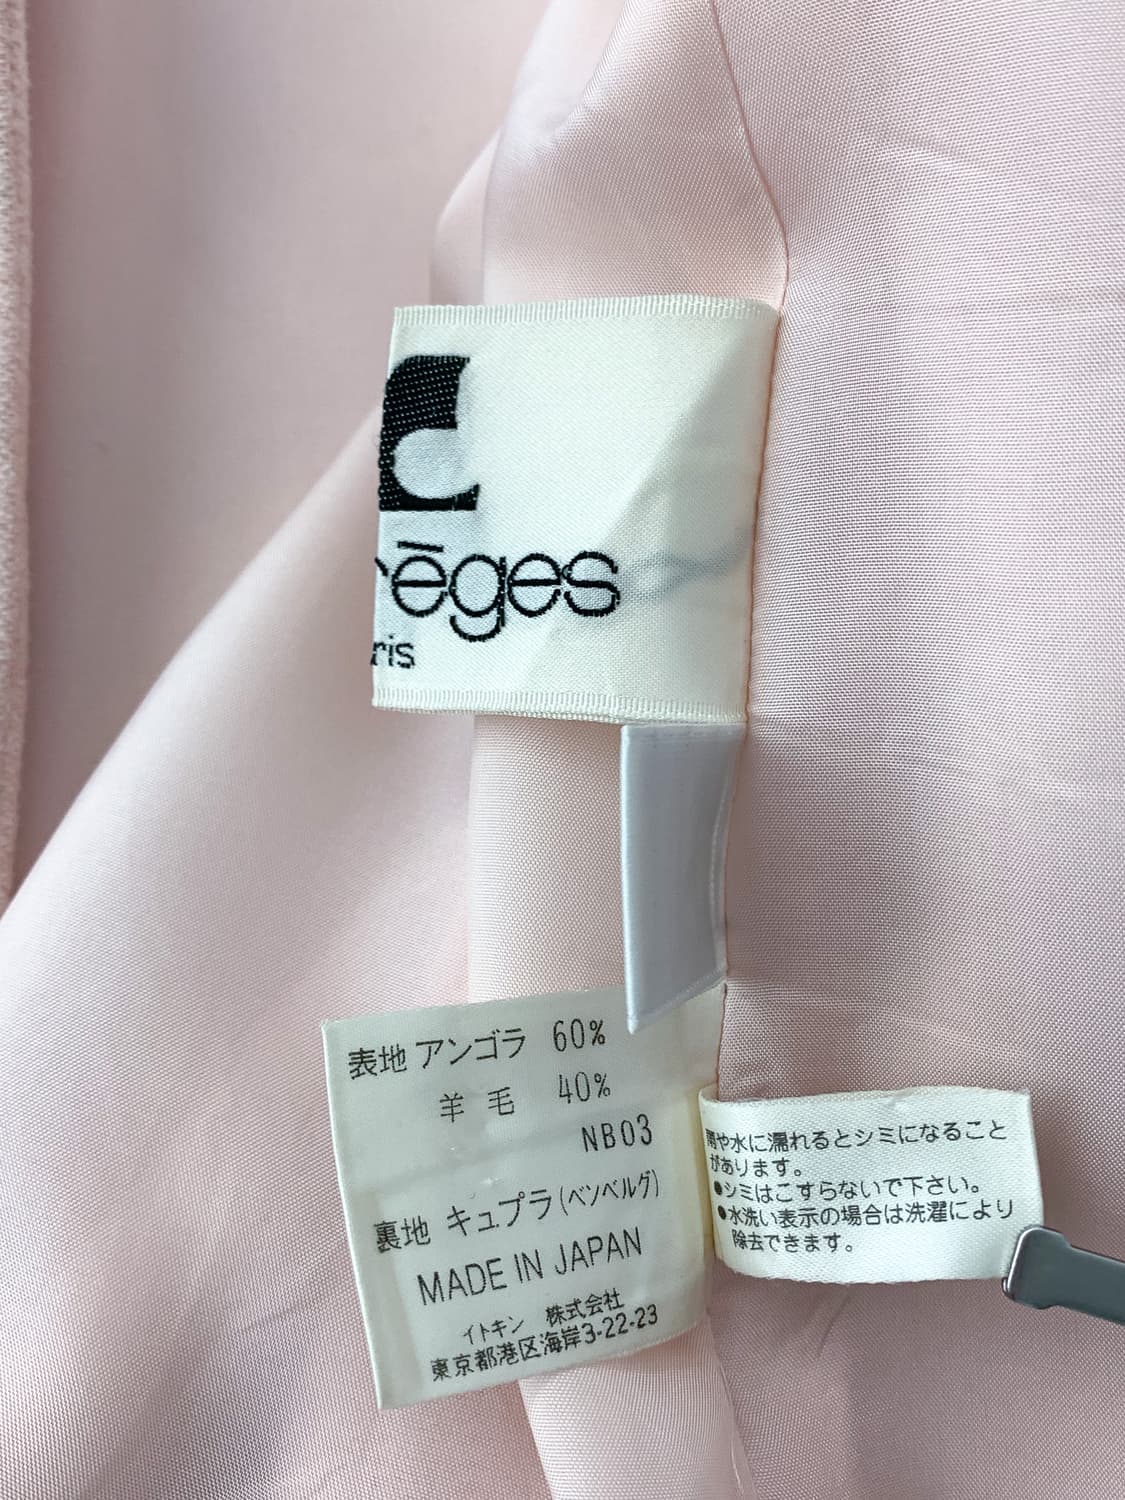 rēges
ris
表地 アンゴラ 60%
羊毛 40%
NB03
裏地 キュプラ(ベンベルグ)
MADE IN JAPAN
イトキン 株式会社
東京都港区海岸3-22-23
雨や水に濡れるとシミになること
があります。
●シミはこすらないで下さい。
●水洗い表示の場合は洗濯により
除去できます。